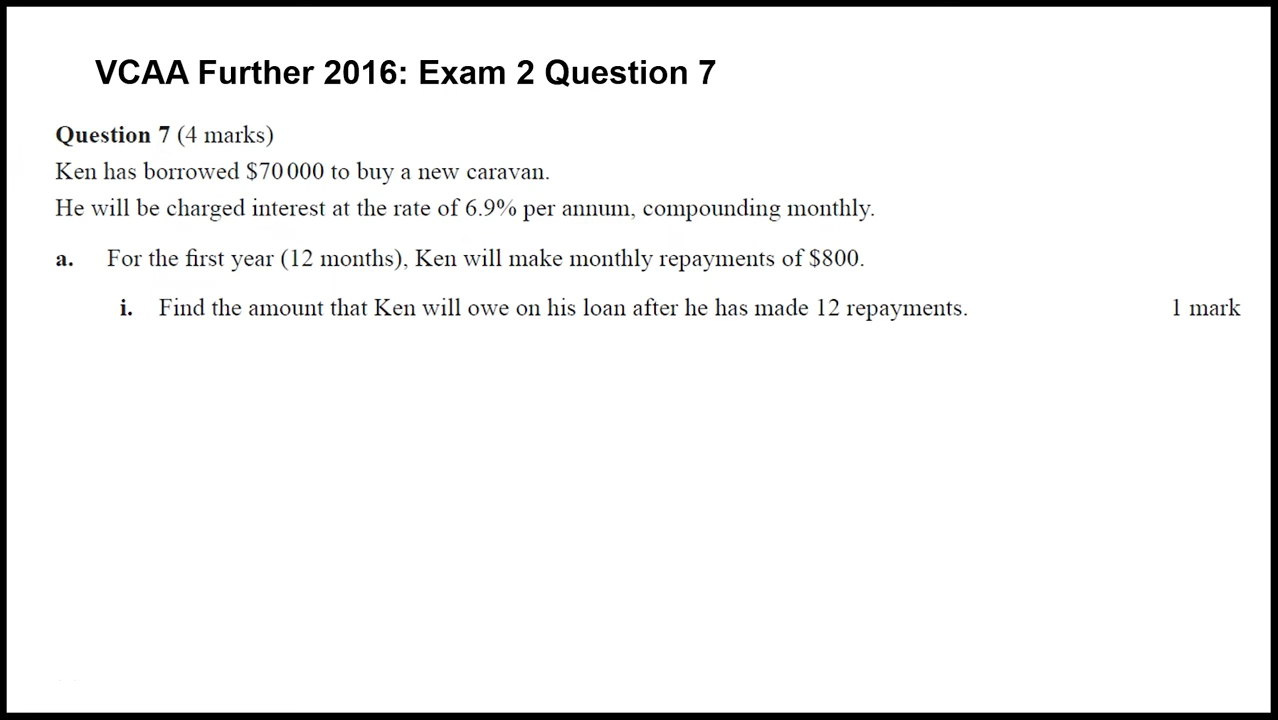 VCAA Further 2016: Exam 2 Question 7
Question 7 (4 marks)
Ken has borrowed $70 000 to buy a new caravan.
He will be charged interest at the rate of 6.9% per annum, compounding monthly.
a. For the first year (12 months), Ken will make monthly repayments of $800.
i. Find the amount that Ken will owe on his loan after he has made 12 repayments. 1 mark